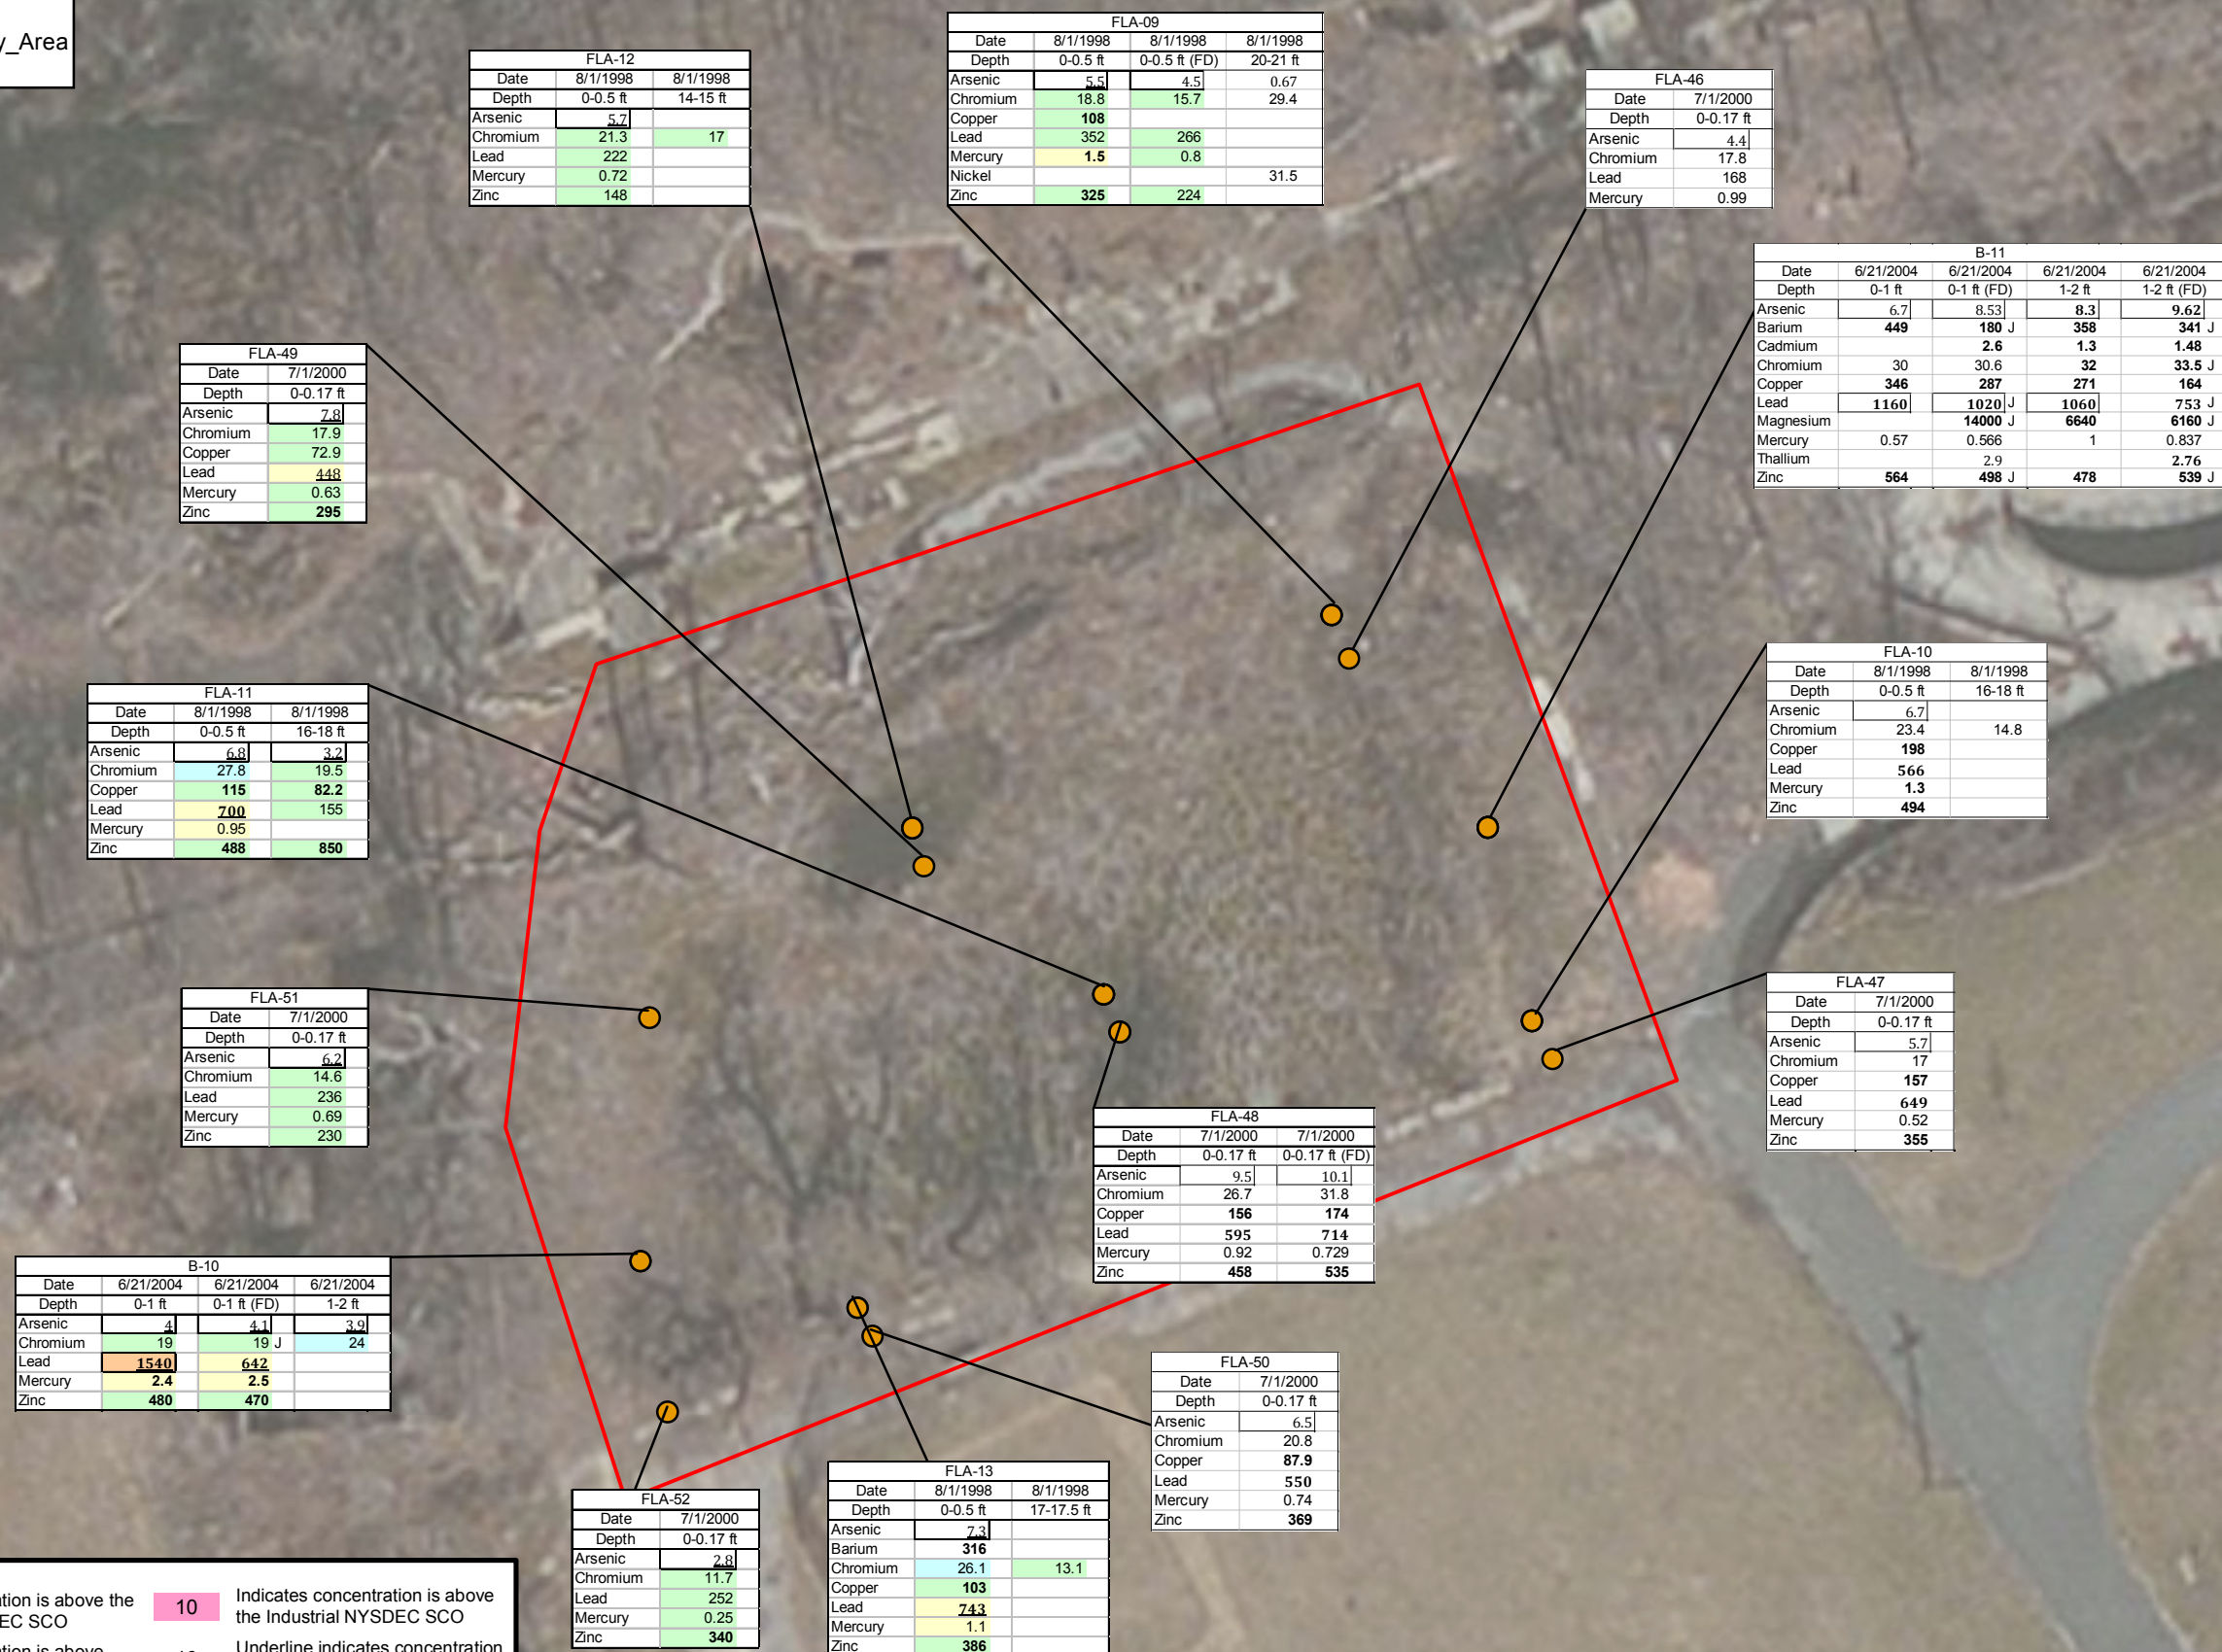 y_Area
FLA-12
Date 8/1/1998 8/1/1998
Depth 0-0.5 ft 14-15 ft
Arsenic 5.7
Chromium 21.3 17
Lead 222
Mercury 0.72
Zinc 148
FLA-09
Date 8/1/1998 8/1/1998 8/1/1998
Depth 0-0.5 ft 0-0.5 ft (FD) 20-21 ft
Arsenic 5.5 4.5 0.67
Chromium 18.8 15.7 29.4
Copper 108
Lead 352 266
Mercury 1.5 0.8
Nickel 31.5
Zinc 325 224
FLA-46
Date 7/1/2000
Depth 0-0.17 ft
Arsenic 4.4
Chromium 17.8
Lead 168
Mercury 0.99
B-11
Date 6/21/2004 6/21/2004 6/21/2004 6/21/2004
Depth 0-1 ft 0-1 ft (FD) 1-2 ft 1-2 ft (FD)
Arsenic 6.7 8.53 8.3 9.62
Barium 449 180 J 358 341 J
Cadmium 2.6 1.3 1.48
Chromium 30 30.6 32 33.5 J
Copper 346 287 271 164
Lead 1160 1020 J 1060 753 J
Magnesium 14000 J 6640 6160 J
Mercury 0.57 0.566 1 0.837
Thallium 2.9 2.76
Zinc 564 498 J 478 539 J
FLA-49
Date 7/1/2000
Depth 0-0.17 ft
Arsenic 7.8
Chromium 17.9
Copper 72.9
Lead 448
Mercury 0.63
Zinc 295
FLA-10
Date 8/1/1998 8/1/1998
Depth 0-0.5 ft 16-18 ft
Arsenic 6.7
Chromium 23.4 14.8
Copper 198
Lead 566
Mercury 1.3
Zinc 494
FLA-11
Date 8/1/1998 8/1/1998
Depth 0-0.5 ft 16-18 ft
Arsenic 6.8 3.2
Chromium 27.8 19.5
Copper 115 82.2
Lead 700 155
Mercury 0.95
Zinc 488 850
FLA-47
Date 7/1/2000
Depth 0-0.17 ft
Arsenic 5.7
Chromium 17
Copper 157
Lead 649
Mercury 0.52
Zinc 355
FLA-51
Date 7/1/2000
Depth 0-0.17 ft
Arsenic 6.2
Chromium 14.6
Lead 236
Mercury 0.69
Zinc 230
FLA-48
Date 7/1/2000 7/1/2000
Depth 0-0.17 ft 0-0.17 ft (FD)
Arsenic 9.5 10.1
Chromium 26.7 31.8
Copper 156 174
Lead 595 714
Mercury 0.92 0.729
Zinc 458 535
B-10
Date 6/21/2004 6/21/2004 6/21/2004
Depth 0-1 ft 0-1 ft (FD) 1-2 ft
Arsenic 4 4.1 3.9
Chromium 19 19 J 24
Lead 1540 642
Mercury 2.4 2.5
Zinc 480 470
FLA-50
Date 7/1/2000
Depth 0-0.17 ft
Arsenic 6.5
Chromium 20.8
Copper 87.9
Lead 550
Mercury 0.74
Zinc 369
FLA-52
Date 7/1/2000
Depth 0-0.17 ft
Arsenic 2.8
Chromium 11.7
Lead 252
Mercury 0.25
Zinc 340
FLA-13
Date 8/1/1998 8/1/1998
Depth 0-0.5 ft 17-17.5 ft
Arsenic 7.3
Barium 316
Chromium 26.1 13.1
Copper 103
Lead 743
Mercury 1.1
Zinc 386
tion is above the
EC SCO
10 Indicates concentration is above
the Industrial NYSDEC SCO
tion is above
Underline indicates concentration